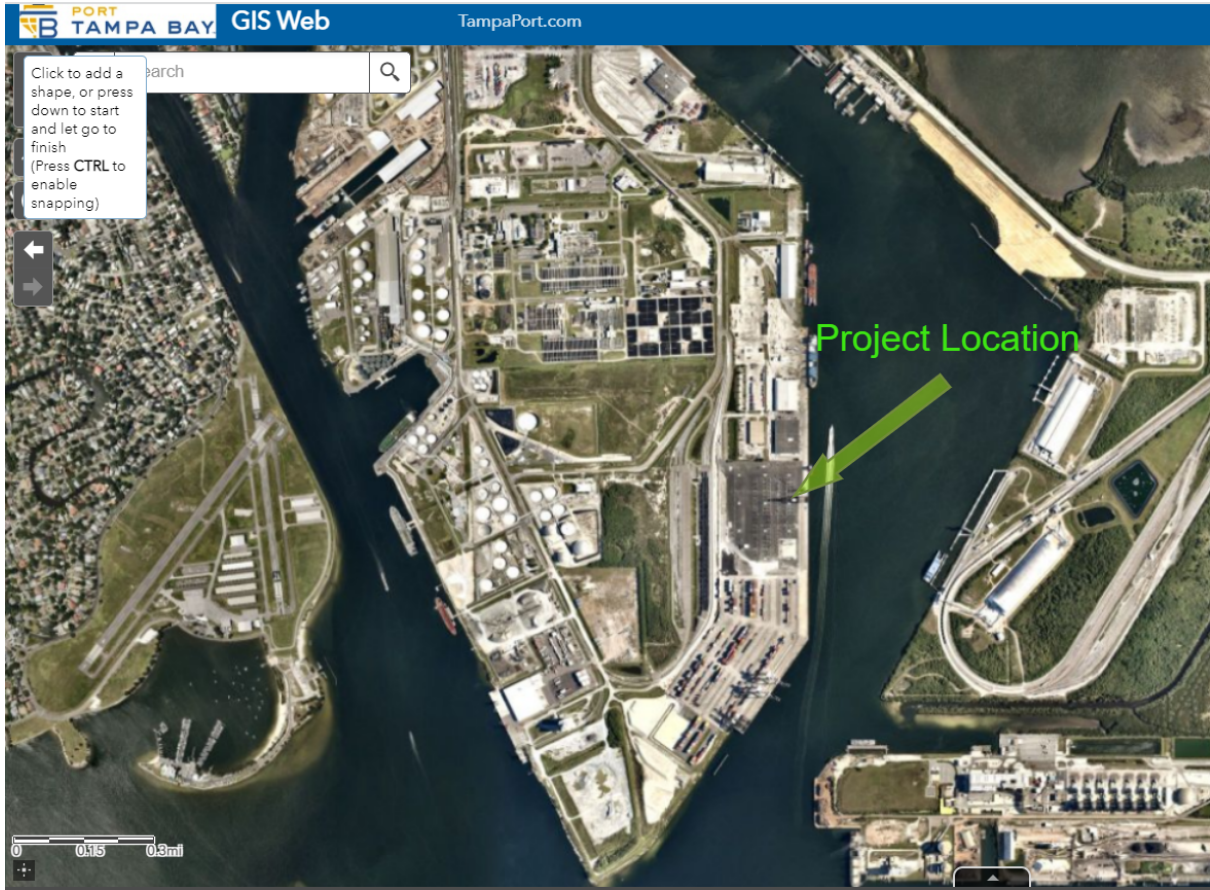 PORT
TAMPA BAY
GIS Web
TampaPort.com
Click to add a
shape, or press
down to start
and let go to
finish
(Press CTRL to
enable
snapping)
earch
Project Location
0
0.15
0.3mi